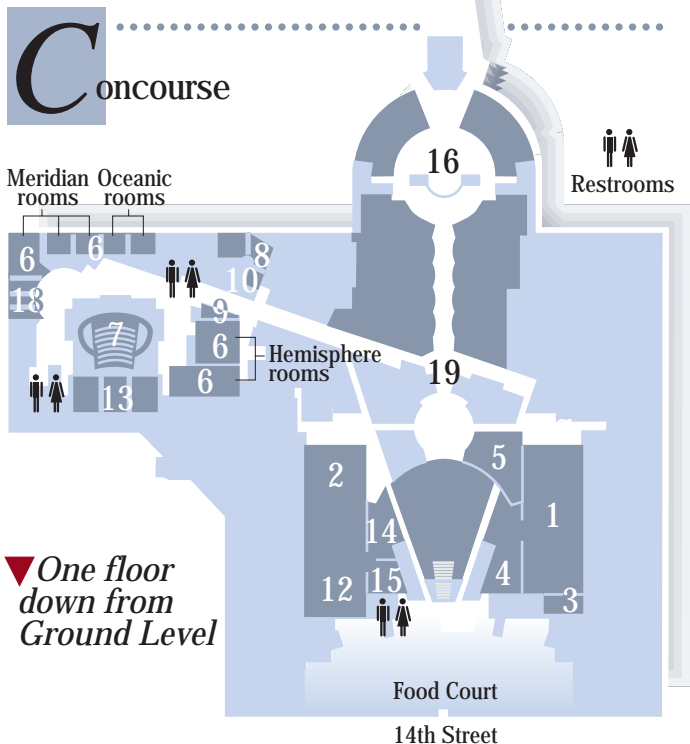 Concourse
16
Restrooms
Meridian
rooms
Oceanic
rooms
6
6
8
10
18
9
7
6
Hemisphere
rooms
6
13
19
5
2
1
14
15
12
4
3
One floor
down from
Ground Level
Food Court
14th Street